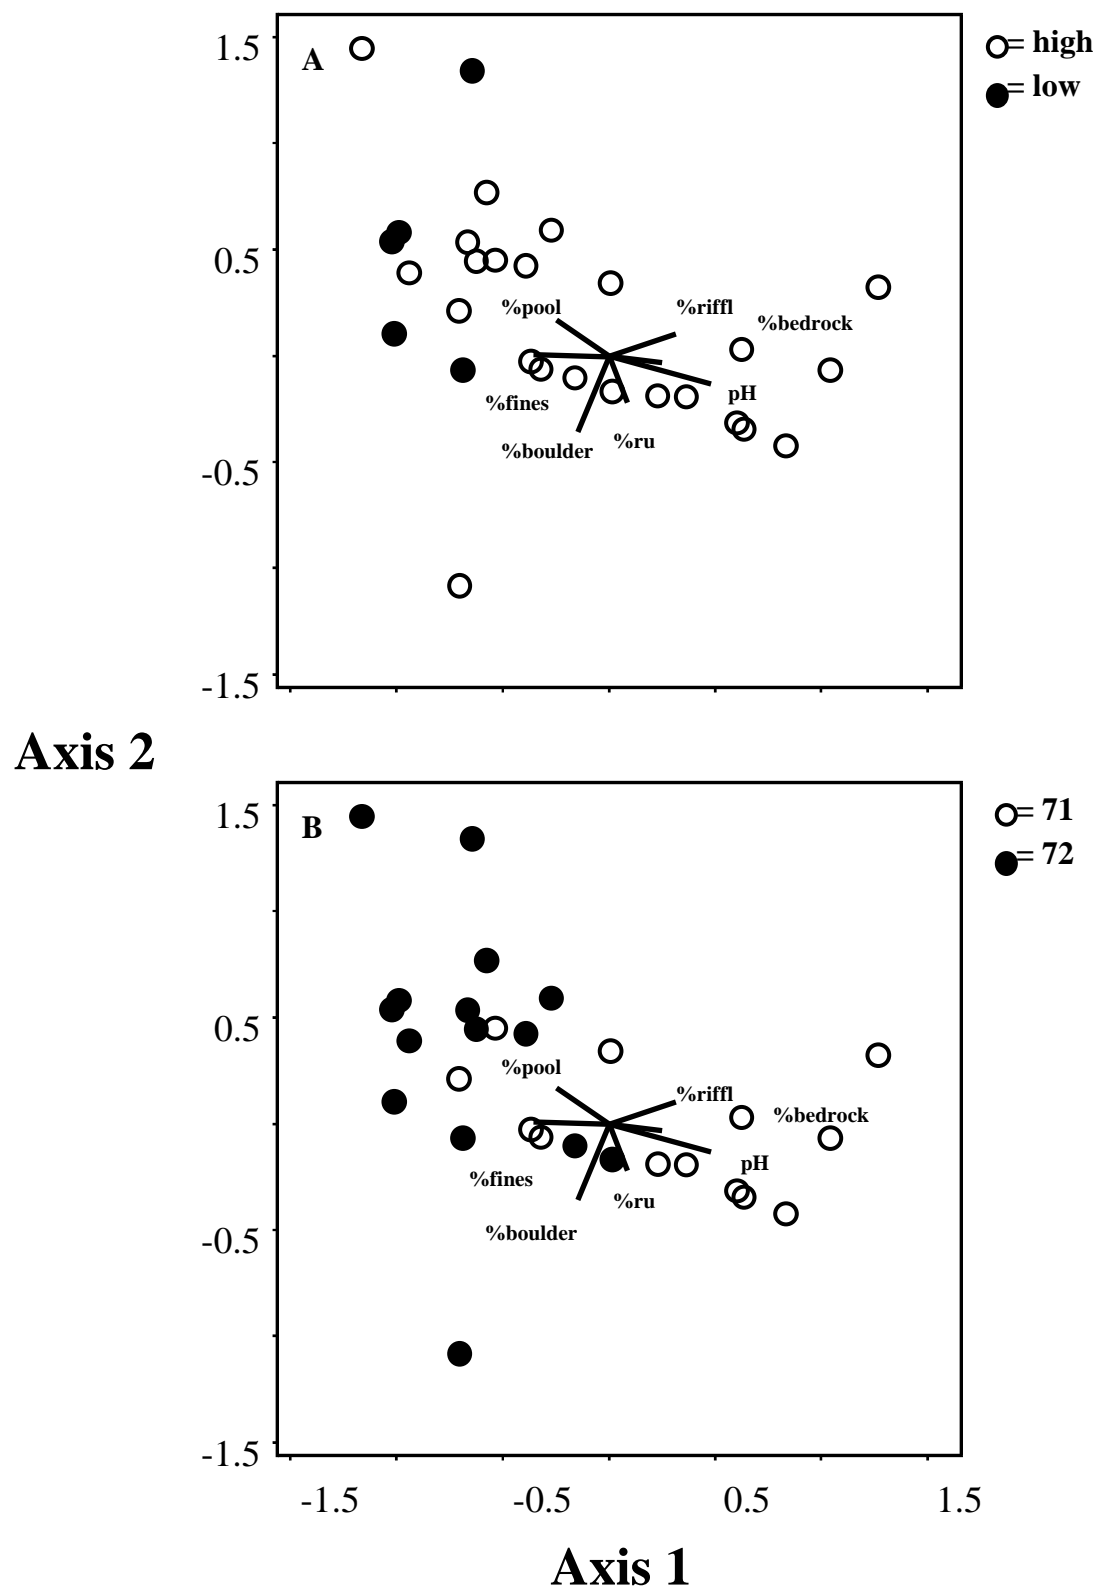 1.5
A
= high
= low
0.5
%pool
%riffl
%bedrock
%fines
pH
%boulder
%ru
-0.5
-1.5
Axis 2
1.5
B
= 71
= 72
0.5
%pool
%riffl
%bedrock
%fines
pH
%ru
%boulder
-0.5
-1.5
-1.5 -0.5 0.5 1.5
Axis 1